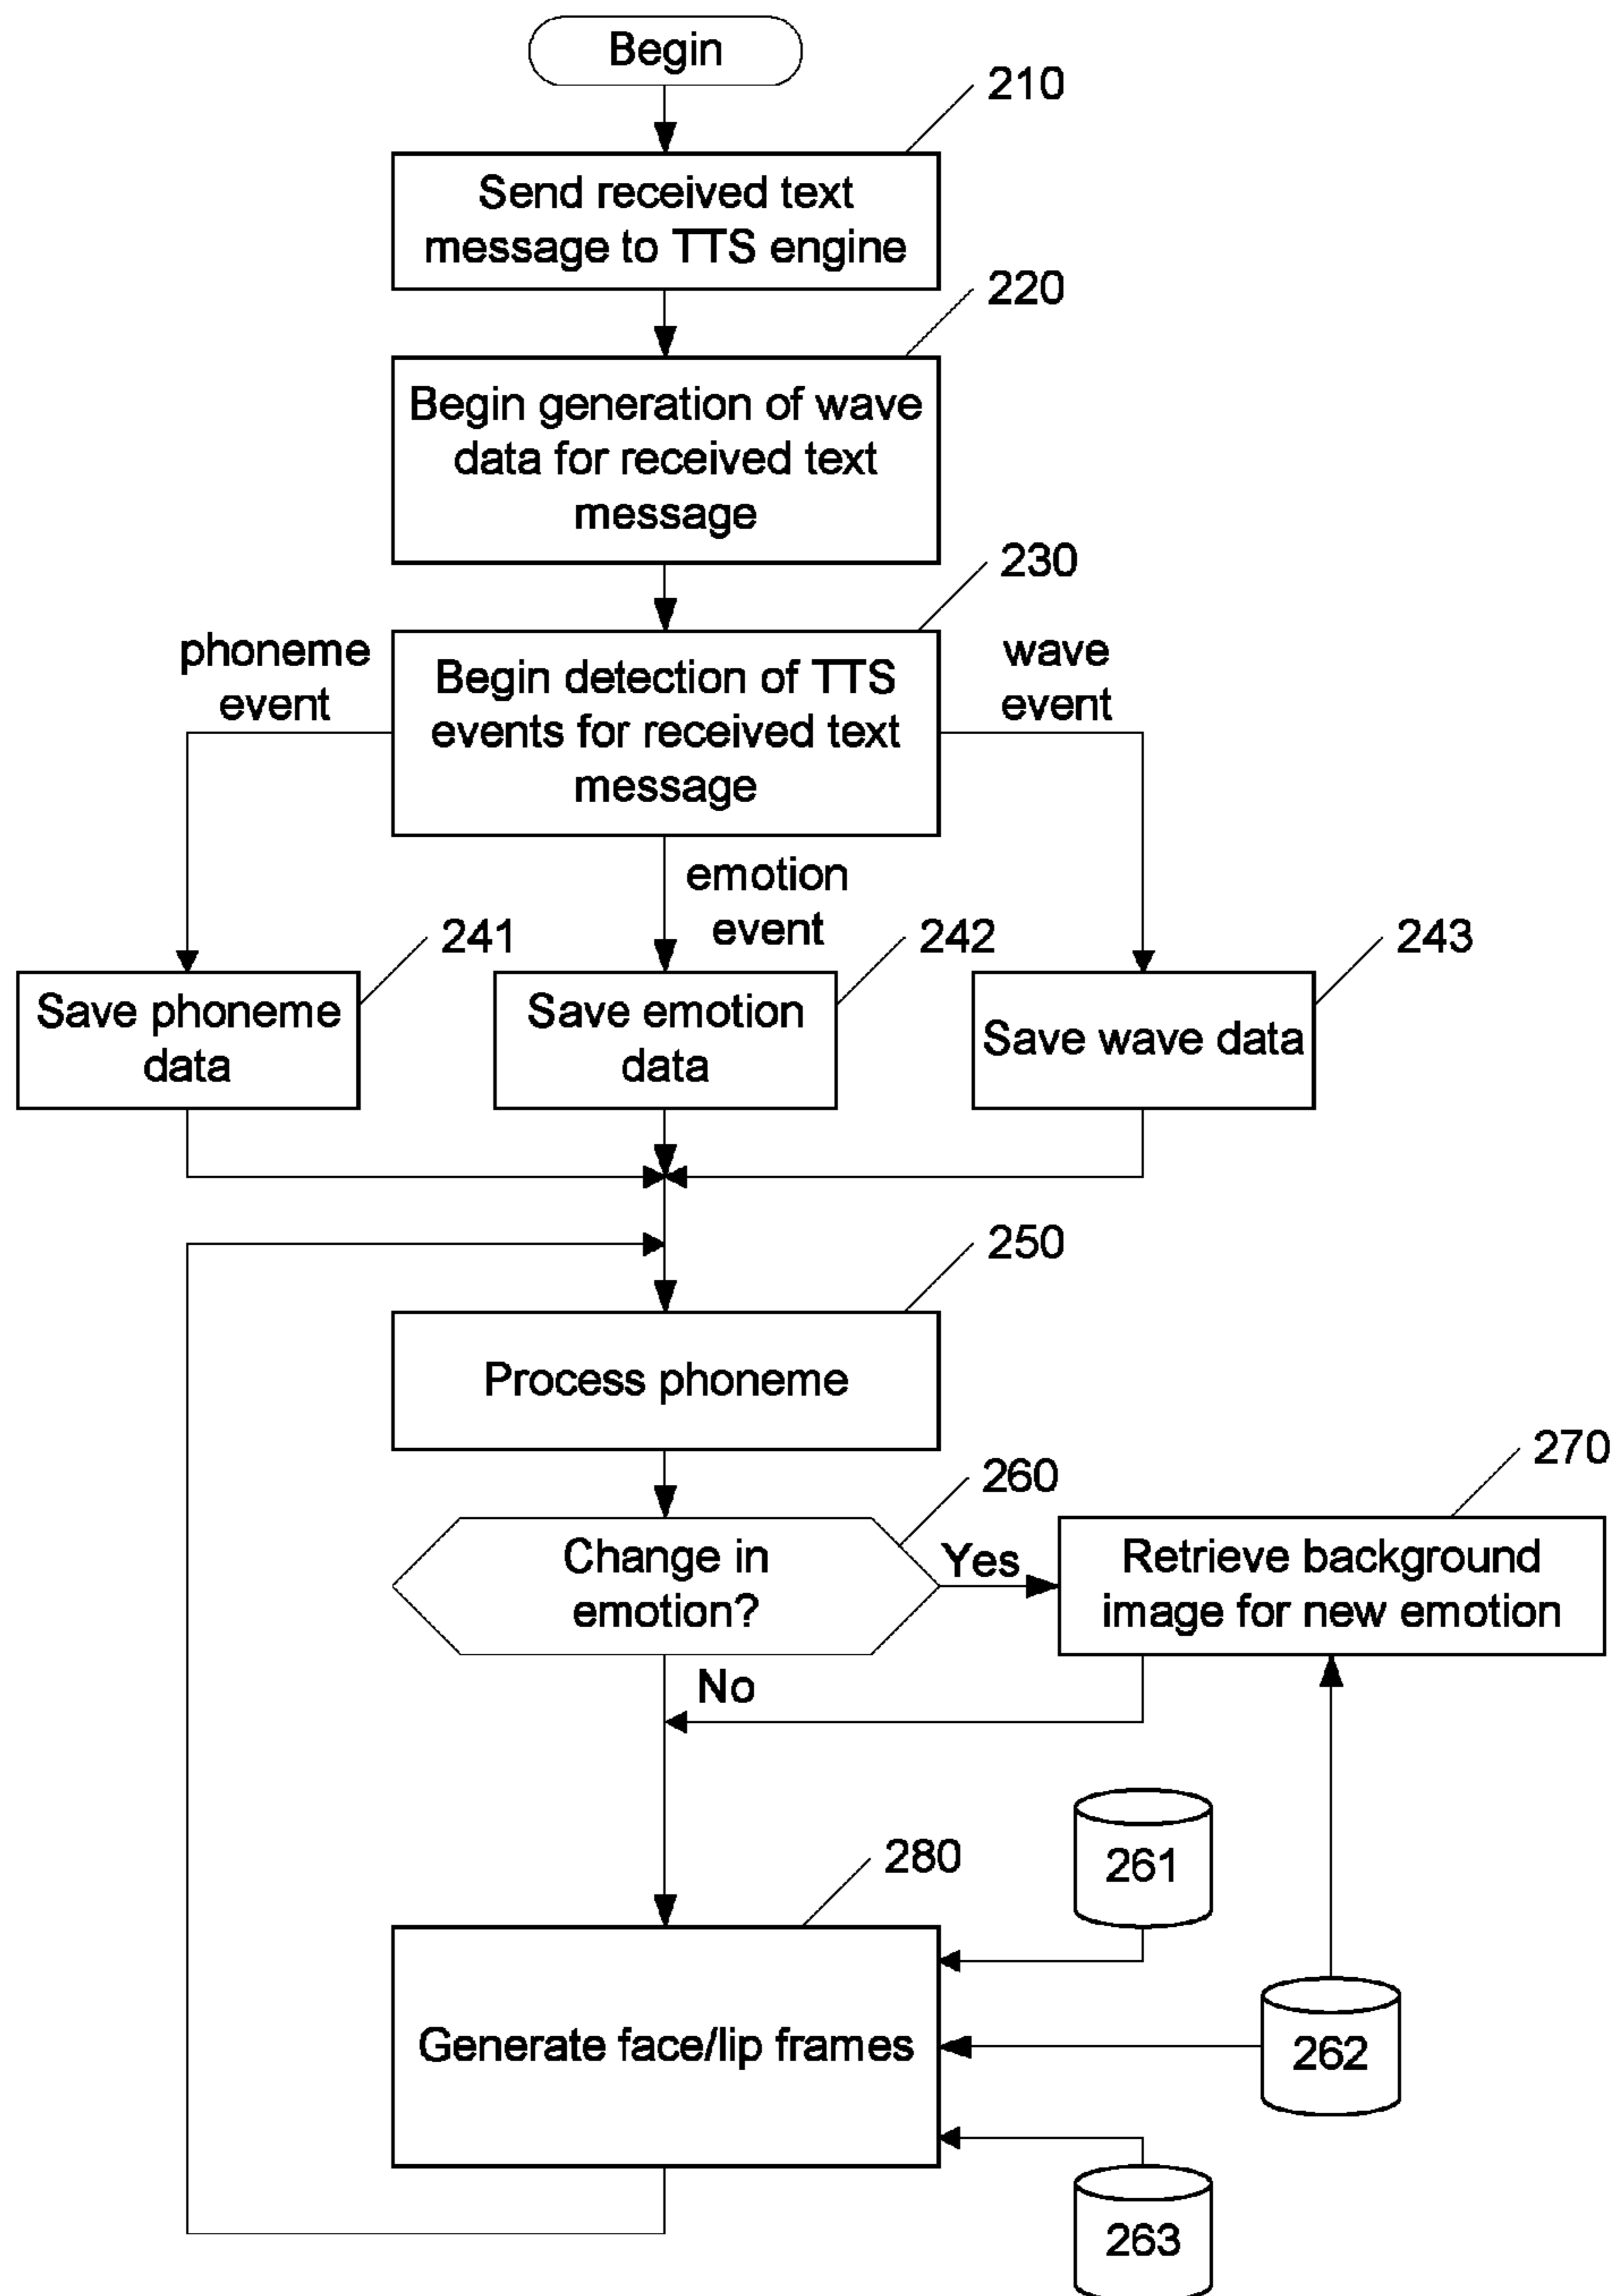 Begin
210
Send received text
message to TTS engine
220
Begin generation of wave
data for received text
message
230
phoneme
event
Begin detection of TTS
events for received text
message
wave
event
emotion
event
241
242
243
Save phoneme
data
Save emotion
data
Save wave data
250
Process phoneme
260
270
Change in
emotion?
Yes
Retrieve background
image for new emotion
No
261
280
Generate face/lip frames
262
263